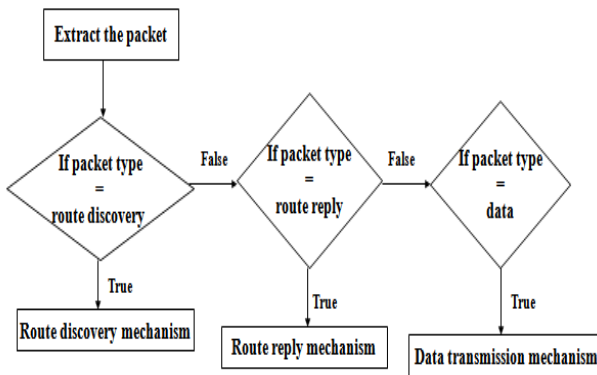 Extract the packet
If packet type
=
route discovery
False
If packet type
=
route reply
False
If packet type
=
data
True
True
True
Route discovery mechanism
Route reply mechanism
Data transmission mechanism